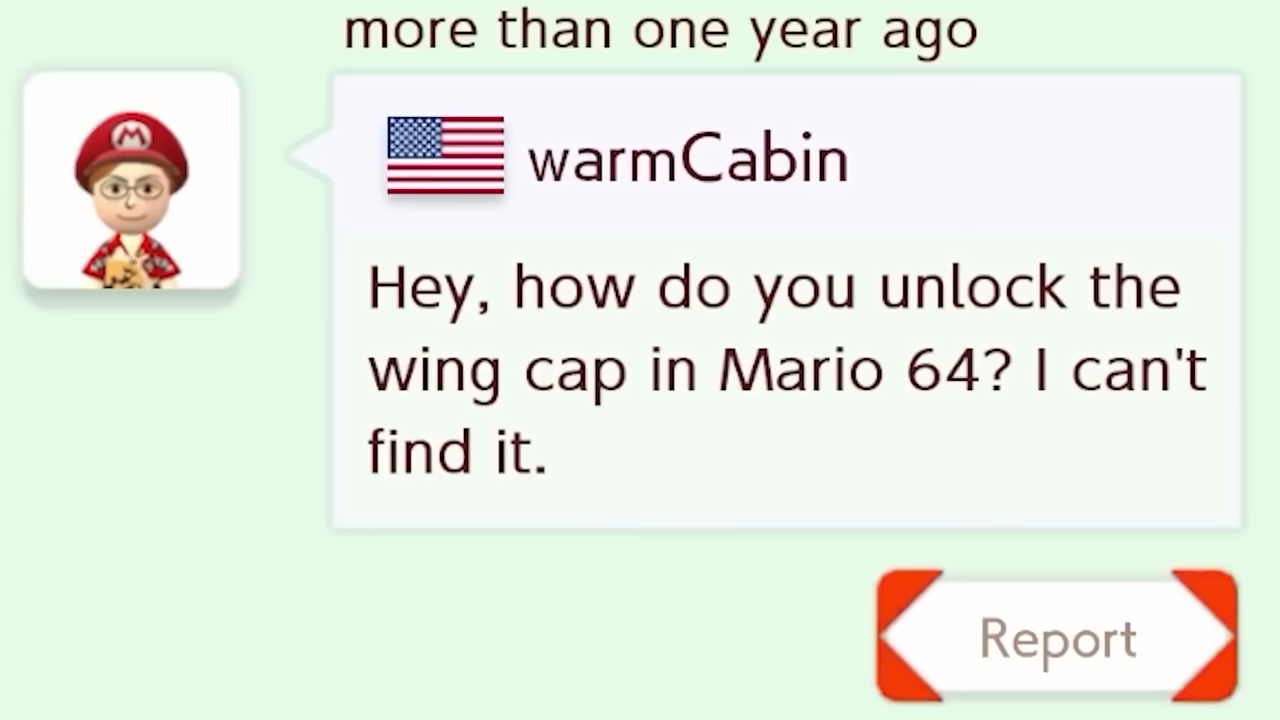 more than one year ago
warmCabin
Hey, how do you unlock the
wing cap in Mario 64? I can't
find it.
Report